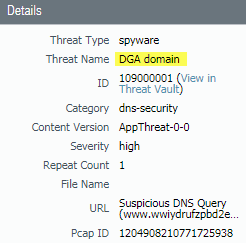 Details
Threat Type spyware
Threat Name DGA domain
ID 109000001 (View in
Threat Vault)
Category dns-security
Content Version AppThreat-0-0
Severity high
Repeat Count 1
File Name
URL Suspicious DNS Query
(www.wwiydrufzpbd2e...
Pcap ID 1204908210771725938